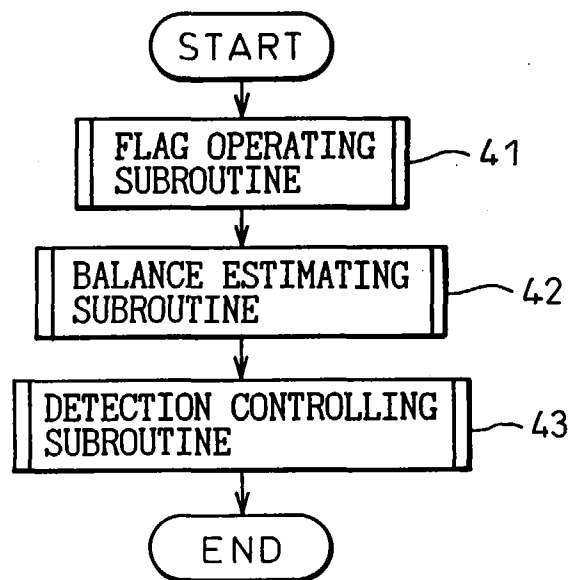 START
FLAG OPERATING
SUBROUTINE
41
BALANCE ESTIMATING
SUBROUTINE
42
DETECTION CONTROLLING
SUBROUTINE
43
END